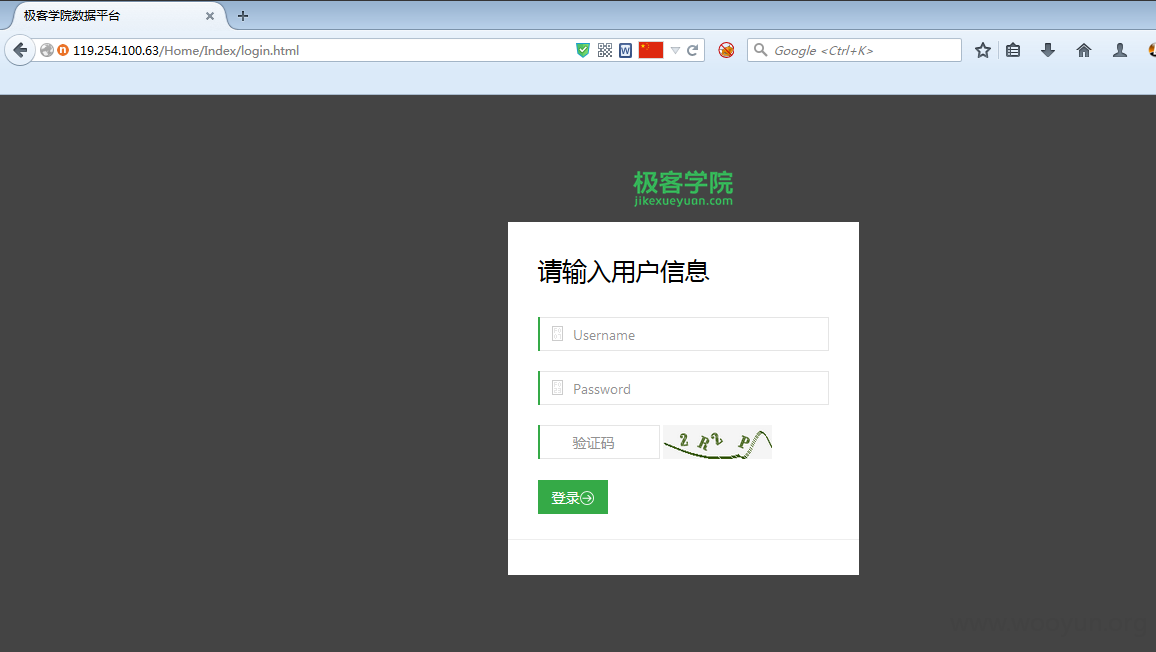 极客学院数据平台
119.254.100.63/Home/Index/login.html
W
Google <Ctrl+K>
极客学院
jikexueyuan.com
请输入用户信息
Username
Password
验证码
2 R 2 P
登录